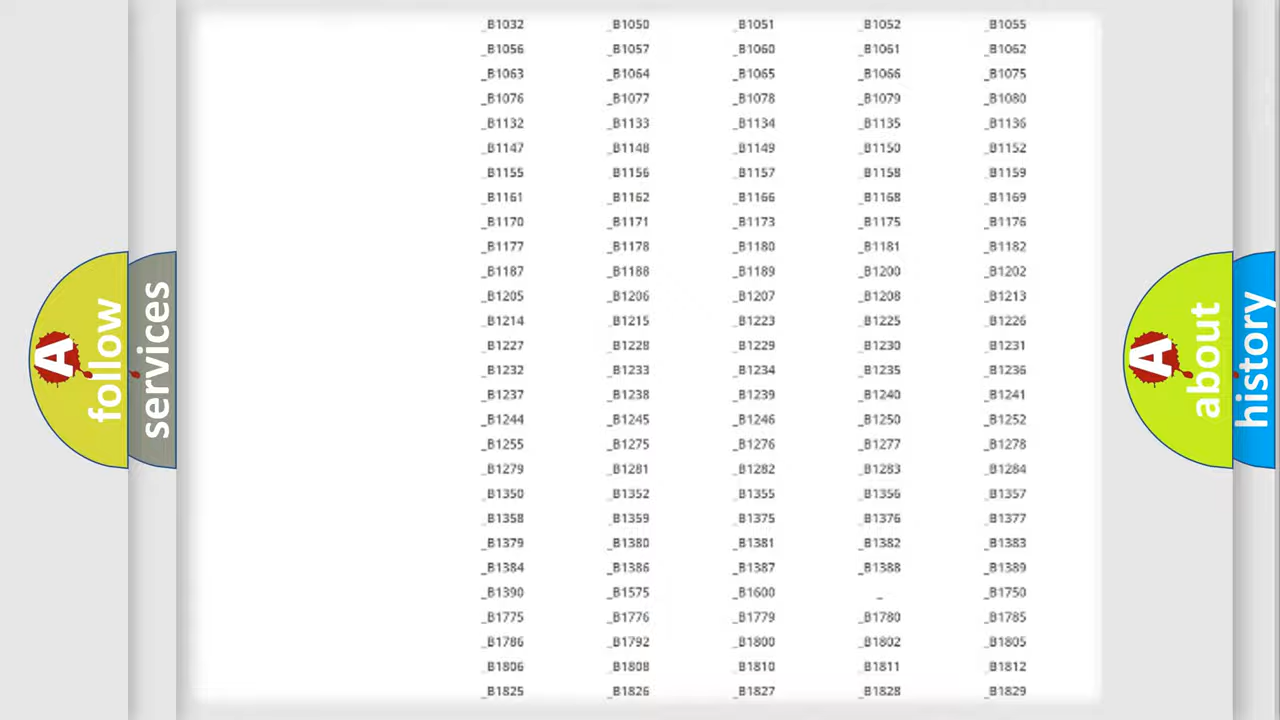 _B1032 _B1050 _B1051 _B1052 _B1055
_B1056 _B1057 _B1060 _B1061 _B1062
_B1063 _B1064 _B1065 _B1066 _B1075
_B1076 _B1077 _B1078 _B1079 _B1080
_B1132 _B1133 _B1134 _B1135 _B1136
_B1147 _B1148 _B1149 _B1150 _B1152
_B1155 _B1156 _B1157 _B1158 _B1159
_B1161 _B1162 _B1166 _B1168 _B1169
_B1170 _B1171 _B1173 _B1175 _B1176
_B1177 _B1178 _B1180 _B1181 _B1182
_B1187 _B1188 _B1189 _B1200 _B1202
_B1205 _B1206 _B1207 _B1208 _B1213
_B1214 _B1215 _B1223 _B1225 _B1226
_B1227 _B1228 _B1229 _B1230 _B1231
_B1232 _B1233 _B1234 _B1235 _B1236
_B1237 _B1238 _B1239 _B1240 _B1241
_B1244 _B1245 _B1246 _B1250 _B1252
_B1255 _B1275 _B1276 _B1277 _B1278
_B1279 _B1281 _B1282 _B1283 _B1284
_B1350 _B1352 _B1355 _B1356 _B1357
_B1358 _B1359 _B1375 _B1376 _B1377
_B1379 _B1380 _B1381 _B1382 _B1383
_B1384 _B1386 _B1387 _B1388 _B1389
_B1390 _B1575 _B1600 _ _B1750
_B1775 _B1776 _B1779 _B1780 _B1785
_B1786 _B1792 _B1800 _B1802 _B1805
_B1806 _B1808 _B1810 _B1811 _B1812
_B1825 _B1826 _B1827 _B1828 _B1829
A follow
services
A about
history